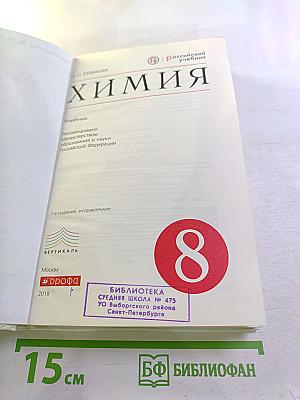 О. С. Габриелян
российский учебник
ХИМИЯ
Учебник
Рекомендовано
Министерством
образования и науки
Российской Федерации
7-е издание, исправленное
8
ВЕРТИКАЛЬ
Москва
дрофа
2018
БИБЛИОТЕКА
СРЕДНЯЯ ШКОЛА № 475
УО Выборгского района
Санкт-Петербурга
15 см
БФ БИБЛИОФАН